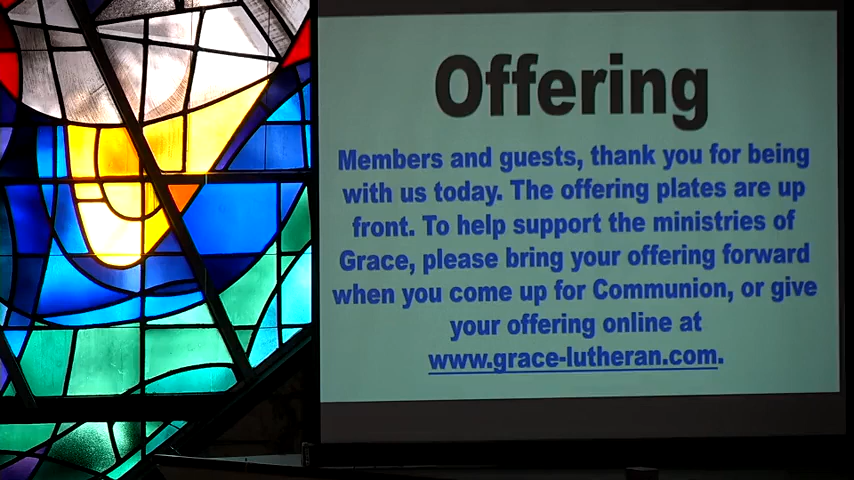 Offering
Members and guests, thank you for being
with us today. The offering plates are up
front. To help support the ministries of
Grace, please bring your offering forward
when you come up for Communion, or give
your offering online at
www.grace-lutheran.com.